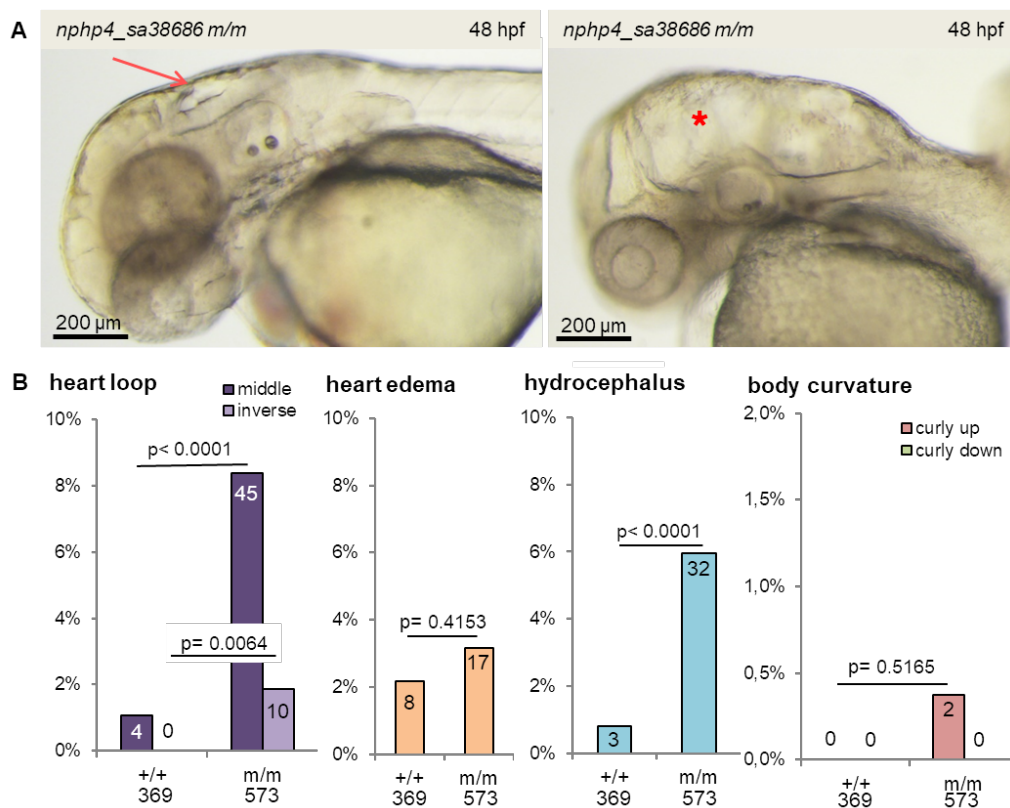 A
nphp4_sa38686 m/m 48 hpf
200 µm
nphp4_sa38686 m/m 48 hpf
*
200 µm
B
heart loop
middle
inverse
10%
8%
6%
4%
2%
0%
p< 0.0001
p= 0.0064
4
0
45
10
+/+
369
m/m
573
heart edema
10%
8%
6%
4%
2%
0%
p= 0.4153
8
17
+/+
369
m/m
573
hydrocephalus
10%
8%
6%
4%
2%
0%
p< 0.0001
3
32
+/+
369
m/m
573
body curvature
curly up
curly down
2,0%
1,5%
1,0%
0,5%
0,0%
p= 0.5165
0
0
2
0
+/+
369
m/m
573